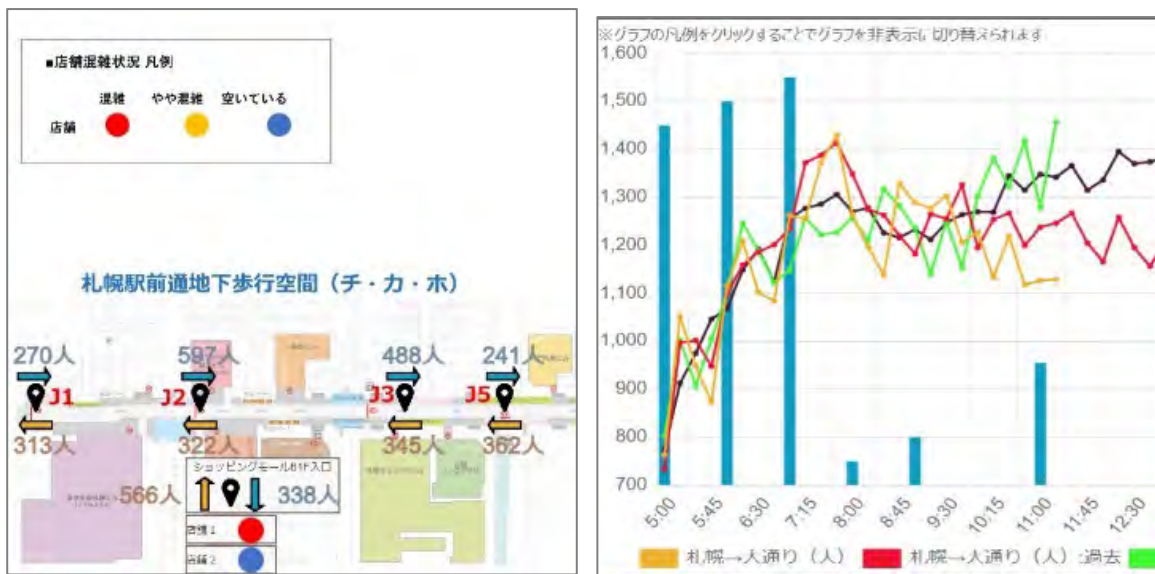 ■店舗混雑状況 凡例
混雑 やや混雑 空いている
店舗
札幌駅前通地下歩行空間（チ・カ・ホ）
270人 597人 488人 241人
J1 J2 J3 J5
313人 322人 345人 362人
ショッピングモールB1F入口
566人 338人
店舗1
店舗2
※グラフの凡例をクリックすることでグラフを非表示に切り替えられます
1,600
1,500
1,400
1,300
1,200
1,100
1,000
900
800
700
5:00 5:45 6:30 7:15 8:00 8:45 9:30 10:15 11:00 11:45 12:30
札幌→大通り（人） 札幌→大通り（人）:過去